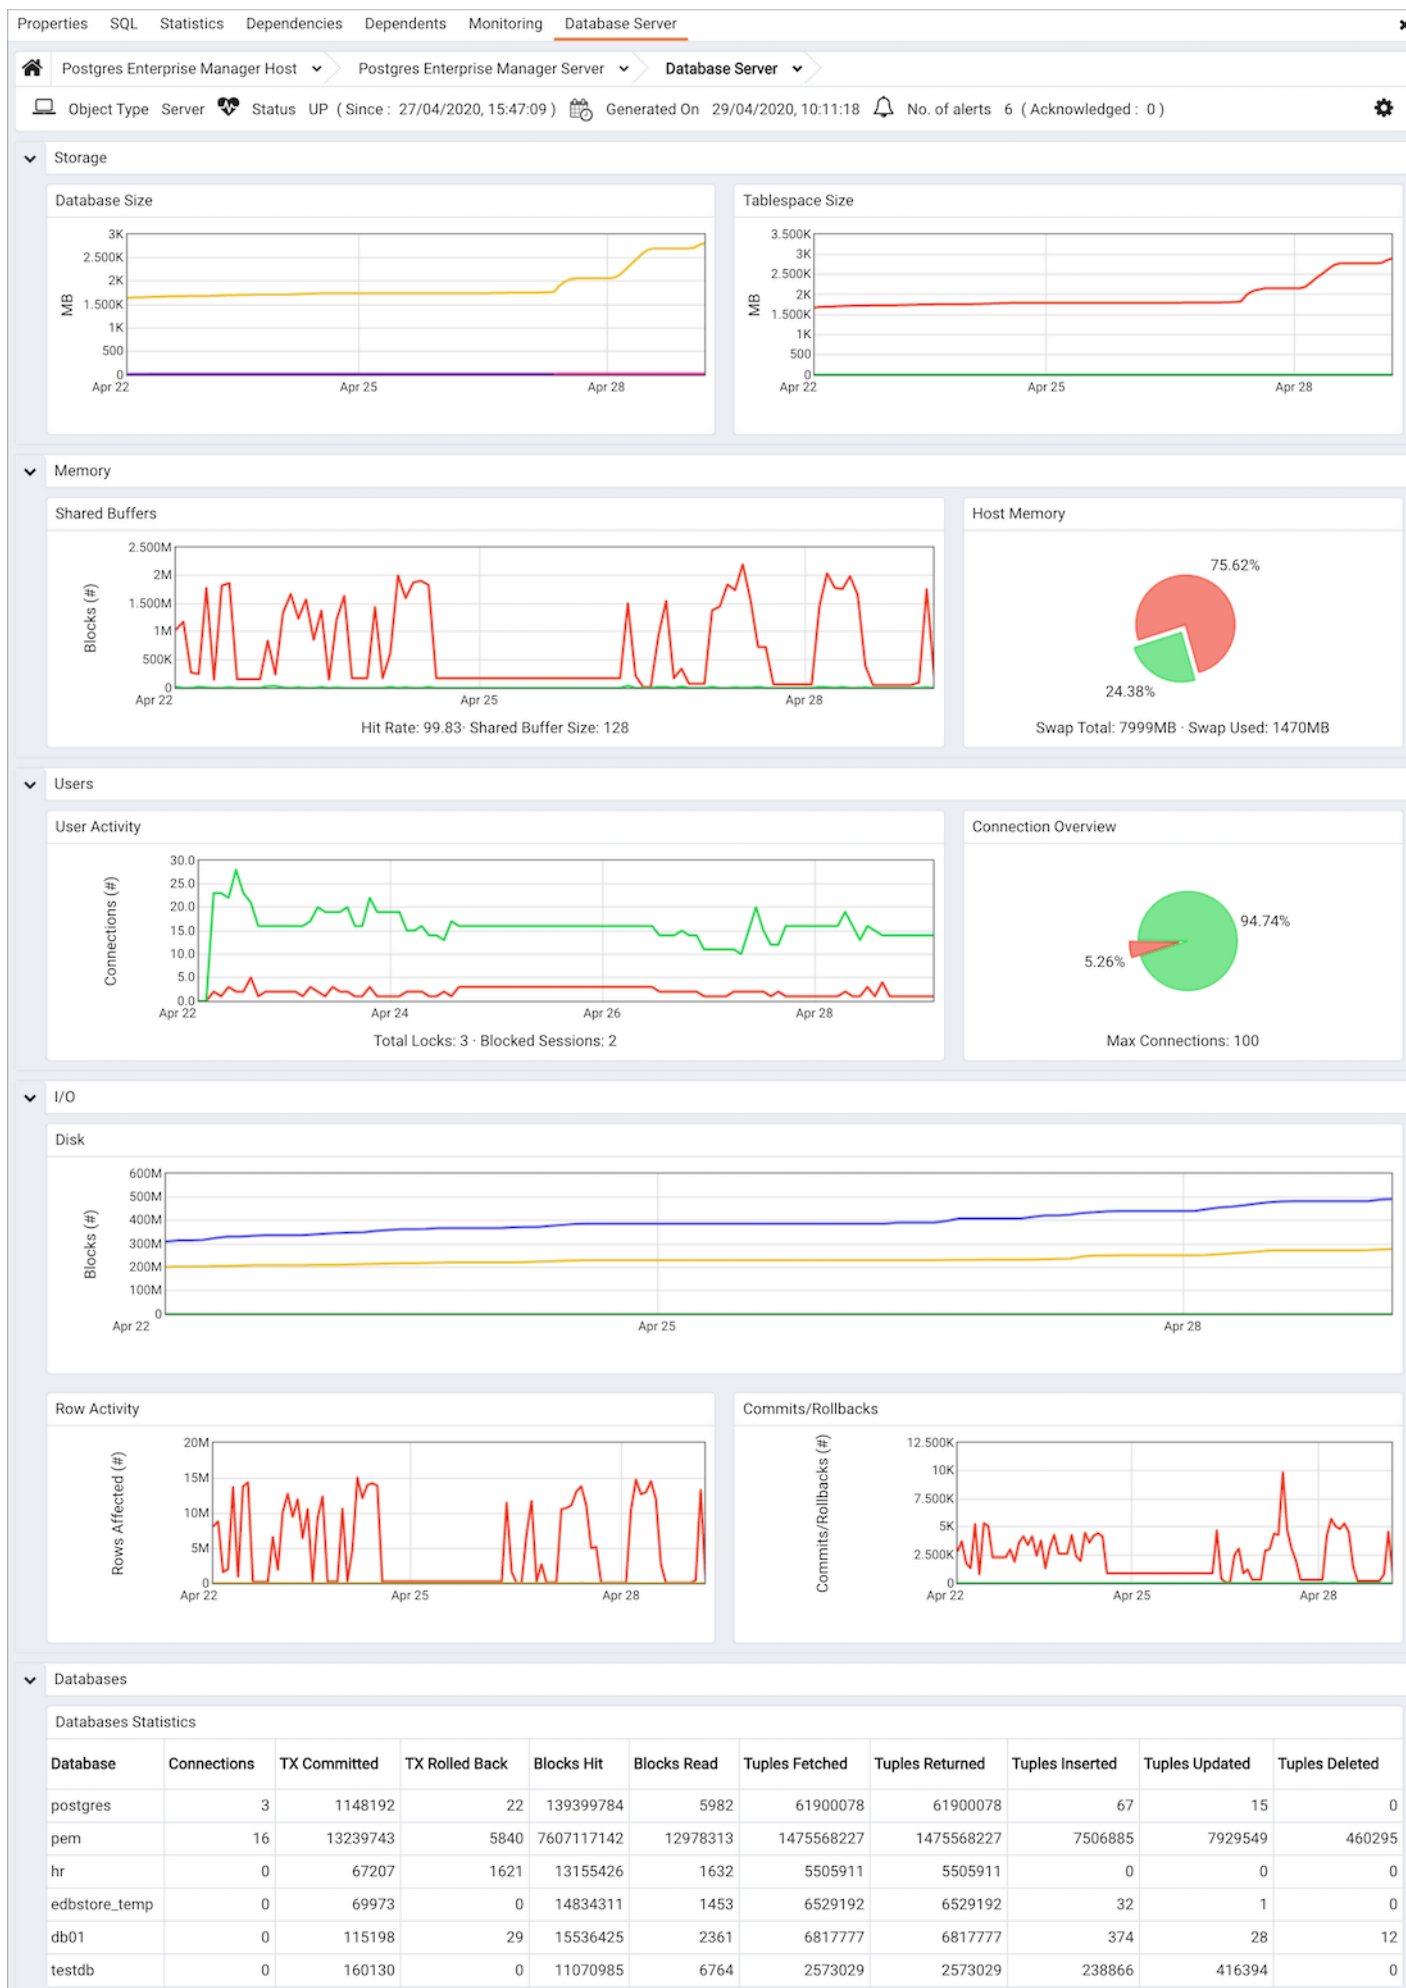 Properties SQL Statistics Dependencies Dependents Monitoring Database Server
Postgres Enterprise Manager Host Postgres Enterprise Manager Server Database Server
Object Type Server Status UP ( Since : 27/04/2020, 15:47:09 ) Generated On 29/04/2020, 10:11:18 No. of alerts 6 ( Acknowledged : 0 )
Storage
Database Size
3K
2.500K
2K
1.500K
1K
500
0
MB
Apr 22 Apr 25 Apr 28
Tablespace Size
3.500K
3K
2.500K
2K
1.500K
1K
500
0
MB
Apr 22 Apr 25 Apr 28
Memory
Shared Buffers
2.500M
2M
1.500M
1M
500K
0
Blocks (#)
Apr 22 Apr 25 Apr 28
Hit Rate: 99.83· Shared Buffer Size: 128
Host Memory
75.62%
24.38%
Swap Total: 7999MB · Swap Used: 1470MB
Users
User Activity
30.0
25.0
20.0
15.0
10.0
5.0
0.0
Connections (#)
Apr 22 Apr 24 Apr 26 Apr 28
Total Locks: 3 · Blocked Sessions: 2
Connection Overview
94.74%
5.26%
Max Connections: 100
I/O
Disk
600M
500M
400M
300M
200M
100M
0
Blocks (#)
Apr 22 Apr 25 Apr 28
Row Activity
20M
15M
10M
5M
0
Rows Affected (#)
Apr 22 Apr 25 Apr 28
Commits/Rollbacks
12.500K
10K
7.500K
5K
2.500K
0
Commits/Rollbacks (#)
Apr 22 Apr 25 Apr 28
Databases
Databases Statistics
Database Connections TX Committed TX Rolled Back Blocks Hit Blocks Read Tuples Fetched Tuples Returned Tuples Inserted Tuples Updated Tuples Deleted
postgres 3 1148192 22 139399784 5982 61900078 61900078 67 15 0
pem 16 13239743 5840 7607117142 12978313 1475568227 1475568227 7506885 7929549 460295
hr 0 67207 1621 13155426 1632 5505911 5505911 0 0 0
edbstore_temp 0 69973 0 14834311 1453 6529192 6529192 32 1 0
db01 0 115198 29 15536425 2361 6817777 6817777 374 28 12
testdb 0 160130 0 11070985 6764 2573029 2573029 238866 416394 0